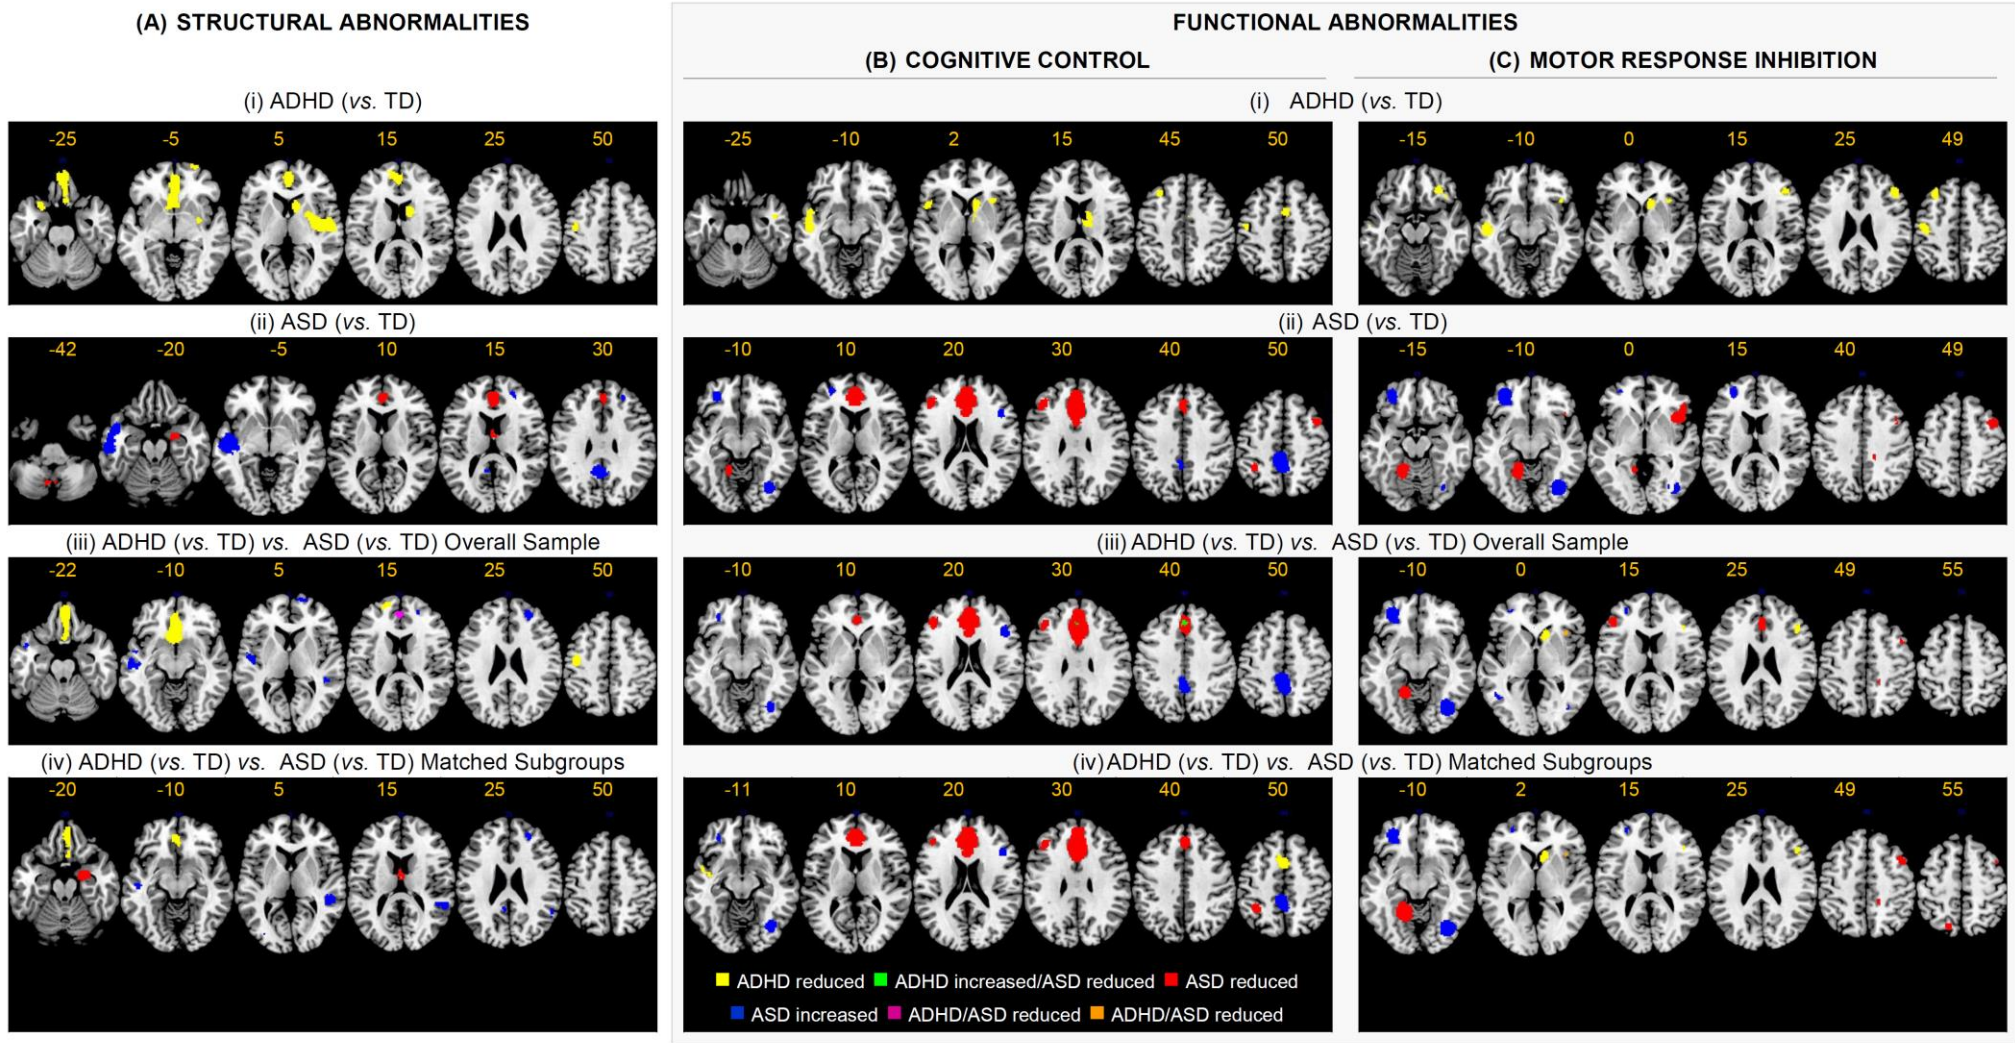 (A) STRUCTURAL ABNORMALITIES
FUNCTIONAL ABNORMALITIES
(B) COGNITIVE CONTROL
(C) MOTOR RESPONSE INHIBITION
(i) ADHD (vs. TD)
-25 -5 5 15 25 50
(i) ADHD (vs. TD)
-25 -10 2 15 45 50
-15 -10 0 15 25 49
(ii) ASD (vs. TD)
-42 -20 -5 10 15 30
(ii) ASD (vs. TD)
-10 10 20 30 40 50
-15 -10 0 15 40 49
(iii) ADHD (vs. TD) vs. ASD (vs. TD) Overall Sample
-22 -10 5 15 25 50
(iii) ADHD (vs. TD) vs. ASD (vs. TD) Overall Sample
-10 10 20 30 40 50
-10 0 15 25 49 55
(iv) ADHD (vs. TD) vs. ASD (vs. TD) Matched Subgroups
-20 -10 5 15 25 50
(iv) ADHD (vs. TD) vs. ASD (vs. TD) Matched Subgroups
-11 10 20 30 40 50
-10 2 15 25 49 55
ADHD reduced ADHD increased/ASD reduced ASD reduced
ASD increased ADHD/ASD reduced ADHD/ASD reduced